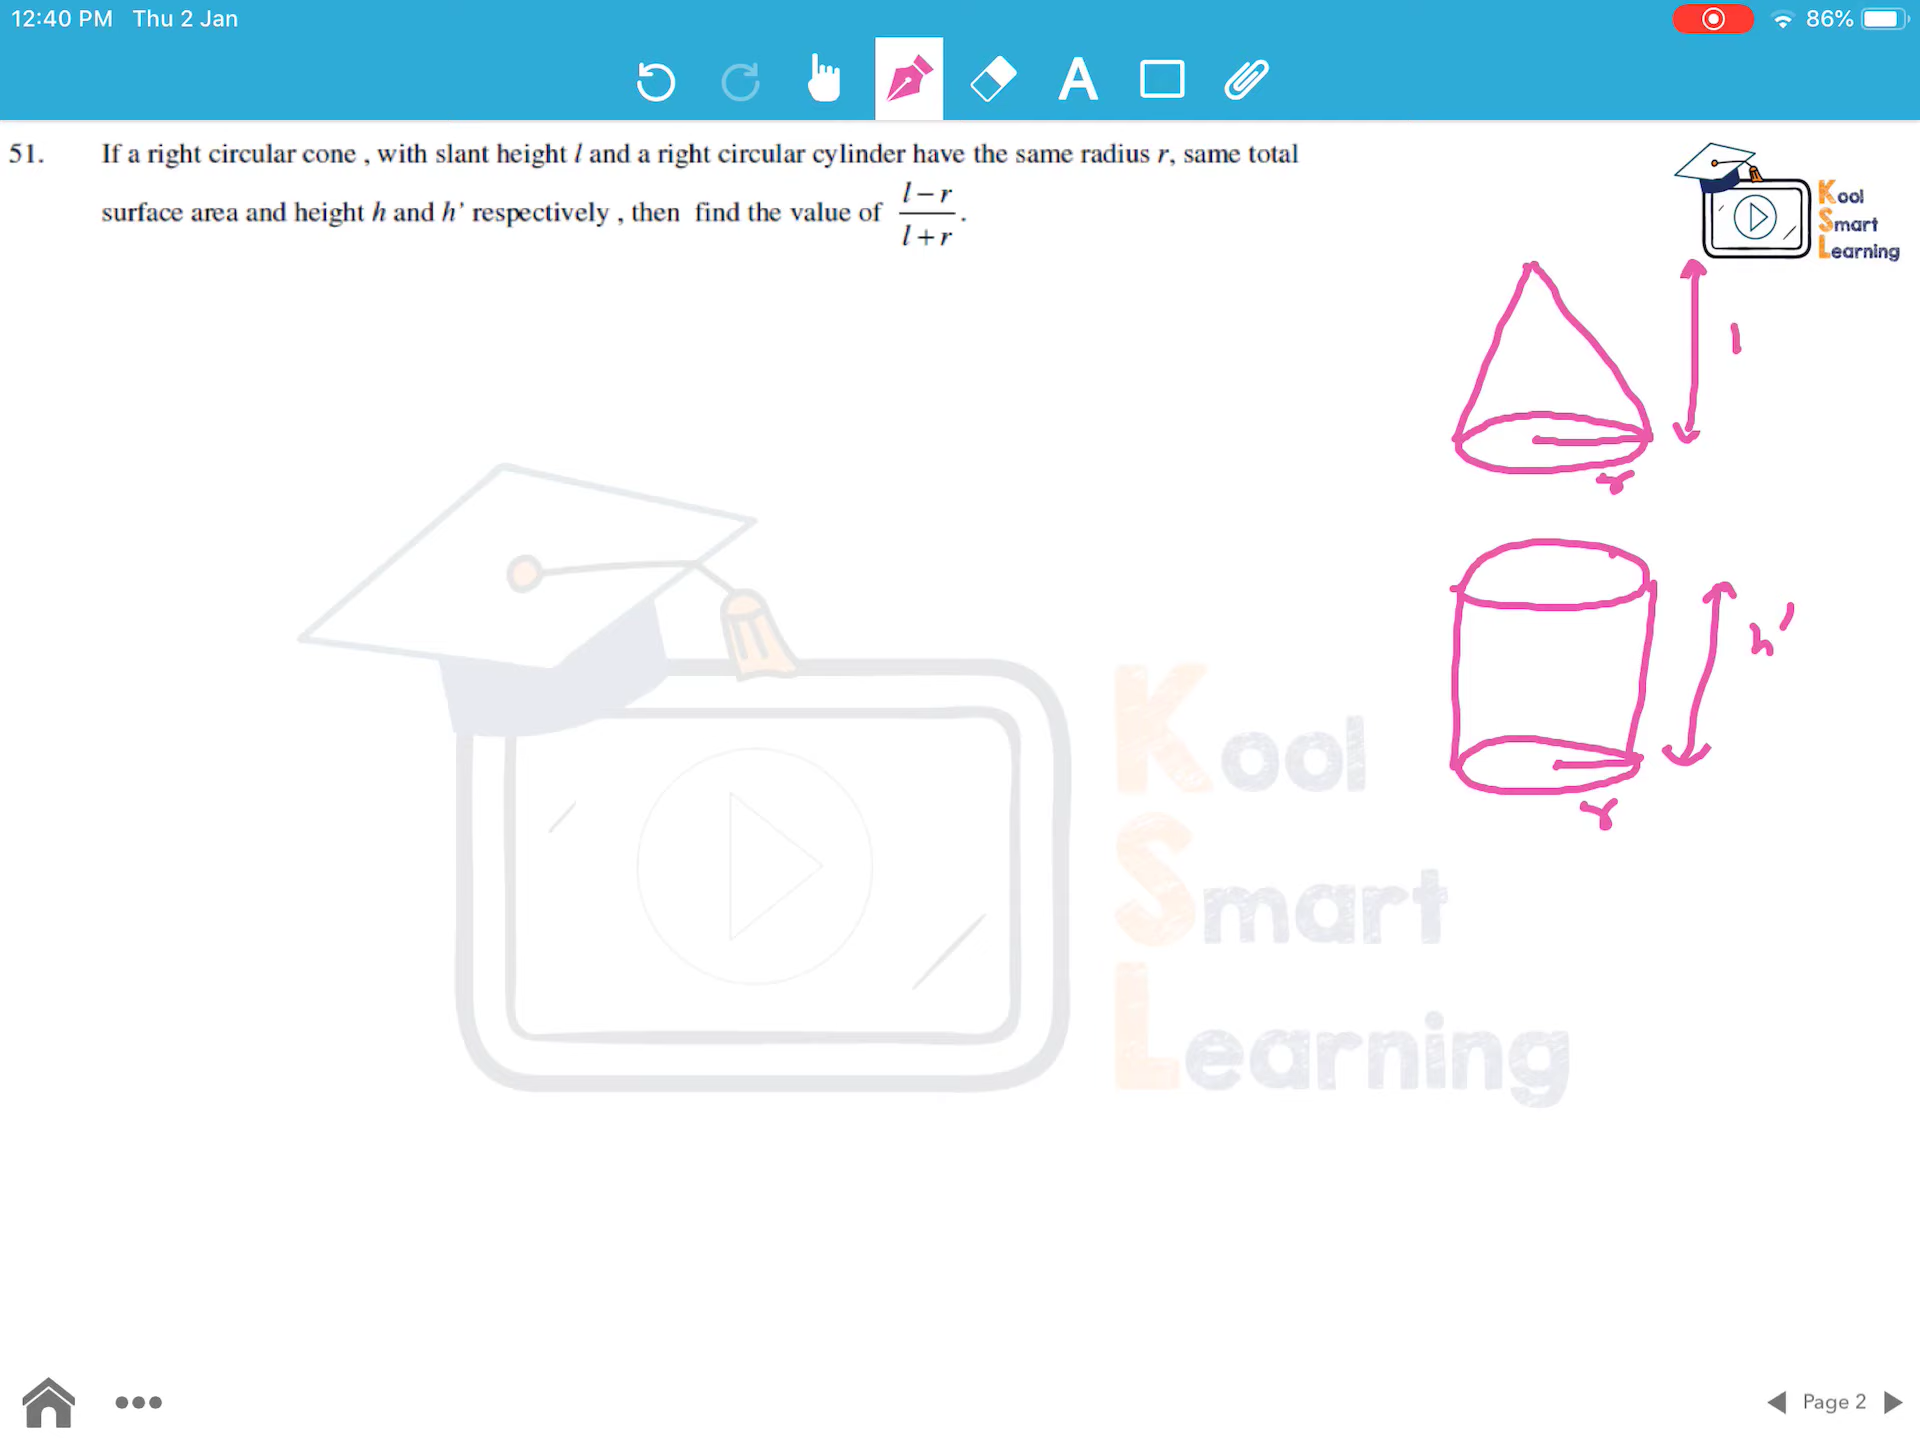 12:40 PM Thu 2 Jan
86%
A
51. If a right circular cone , with slant height l and a right circular cylinder have the same radius r, same total
surface area and height h and h’ respectively , then find the value of (l – r)/(l + r).
Kool
Smart
Learning
l
r
h'
r
Kool
Smart
Learning
Page 2